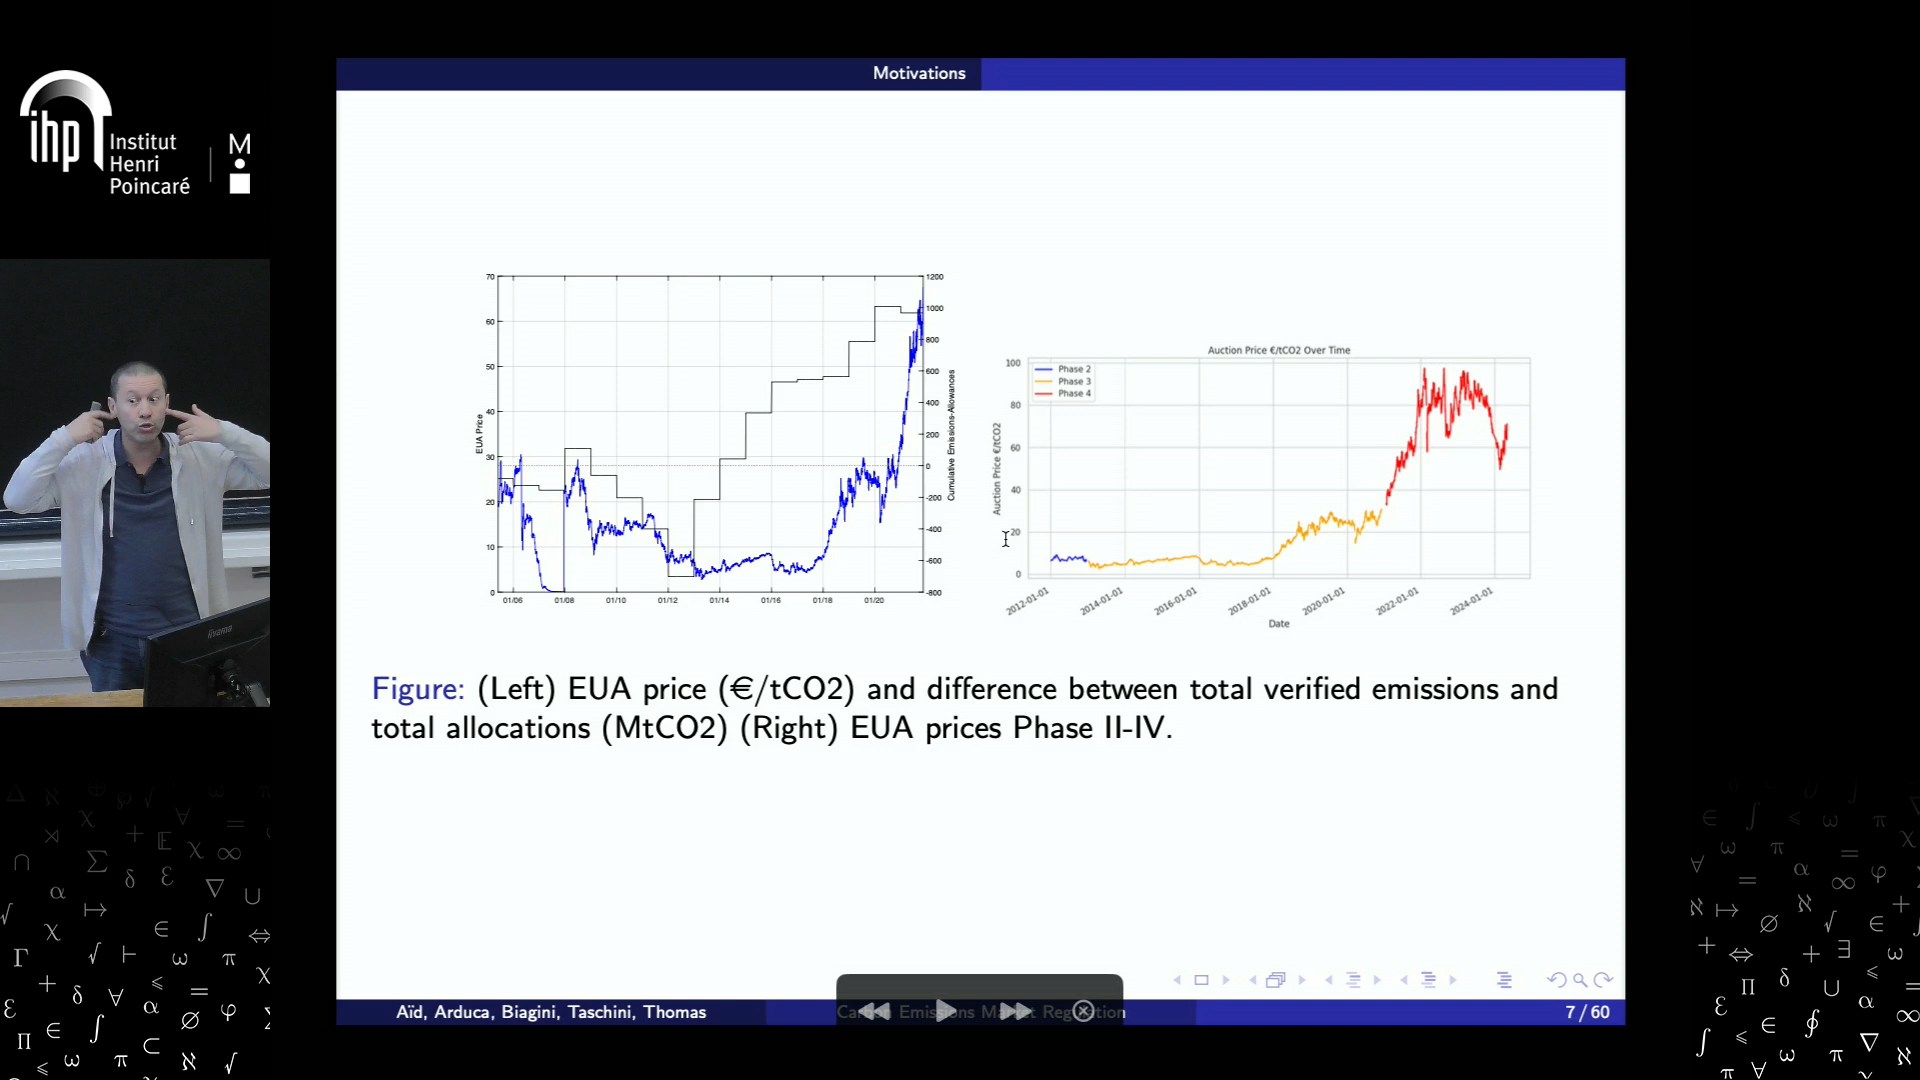 ihp
Institut
Henri
Poincaré
M
Motivations
EUA Price
70
60
50
40
30
20
10
0
01/06 01/08 01/10 01/12 01/14 01/16 01/18 01/20
1200
1000
800
600
400
200
0
-200
-400
-600
-800
Cumulative Emissions-Allowances
Auction Price €/tCO2 Over Time
Phase 2
Phase 3
Phase 4
Auction Price €/tCO2
100
80
60
40
20
0
2012-01-01 2014-01-01 2016-01-01 2018-01-01 2020-01-01 2022-01-01 2024-01-01
Date
Figure: (Left) EUA price (€/tCO2) and difference between total verified emissions and
total allocations (MtCO2) (Right) EUA prices Phase II-IV.
iiyama
Aïd, Arduca, Biagini, Taschini, Thomas
Emissions
7 / 60